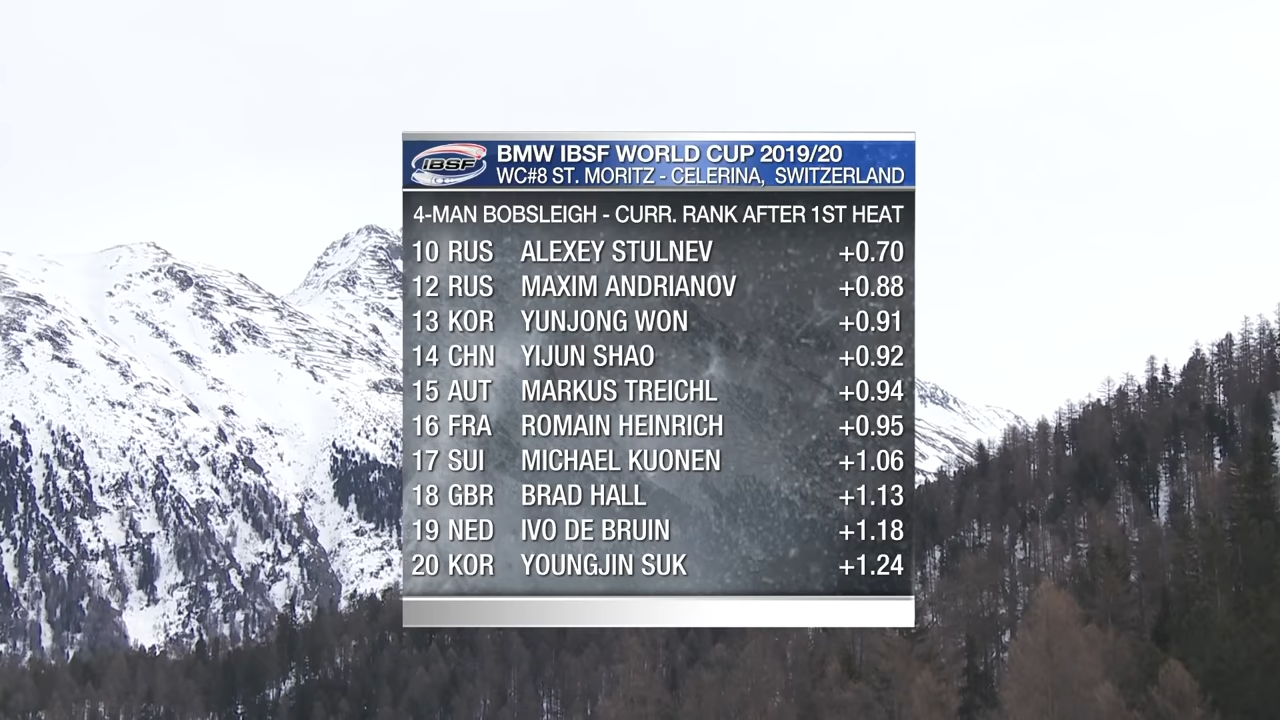 IBSF
BMW IBSF WORLD CUP 2019/20
WC#8 ST. MORITZ - CELERINA, SWITZERLAND
4-MAN BOBSLEIGH - CURR. RANK AFTER 1ST HEAT
10 RUS ALEXEY STULNEV +0.70
12 RUS MAXIM ANDRIANOV +0.88
13 KOR YUNJONG WON +0.91
14 CHN YIJUN SHAO +0.92
15 AUT MARKUS TREICHL +0.94
16 FRA ROMAIN HEINRICH +0.95
17 SUI MICHAEL KUONEN +1.06
18 GBR BRAD HALL +1.13
19 NED IVO DE BRUIN +1.18
20 KOR YOUNGJIN SUK +1.24